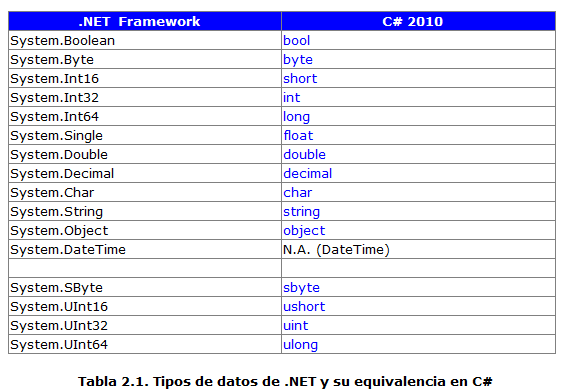 .NET Framework C# 2010
System.Boolean bool
System.Byte byte
System.Int16 short
System.Int32 int
System.Int64 long
System.Single float
System.Double double
System.Decimal decimal
System.Char char
System.String string
System.Object object
System.DateTime N.A. (DateTime)
System.SByte sbyte
System.UInt16 ushort
System.UInt32 uint
System.UInt64 ulong
Tabla 2.1. Tipos de datos de .NET y su equivalencia en C#